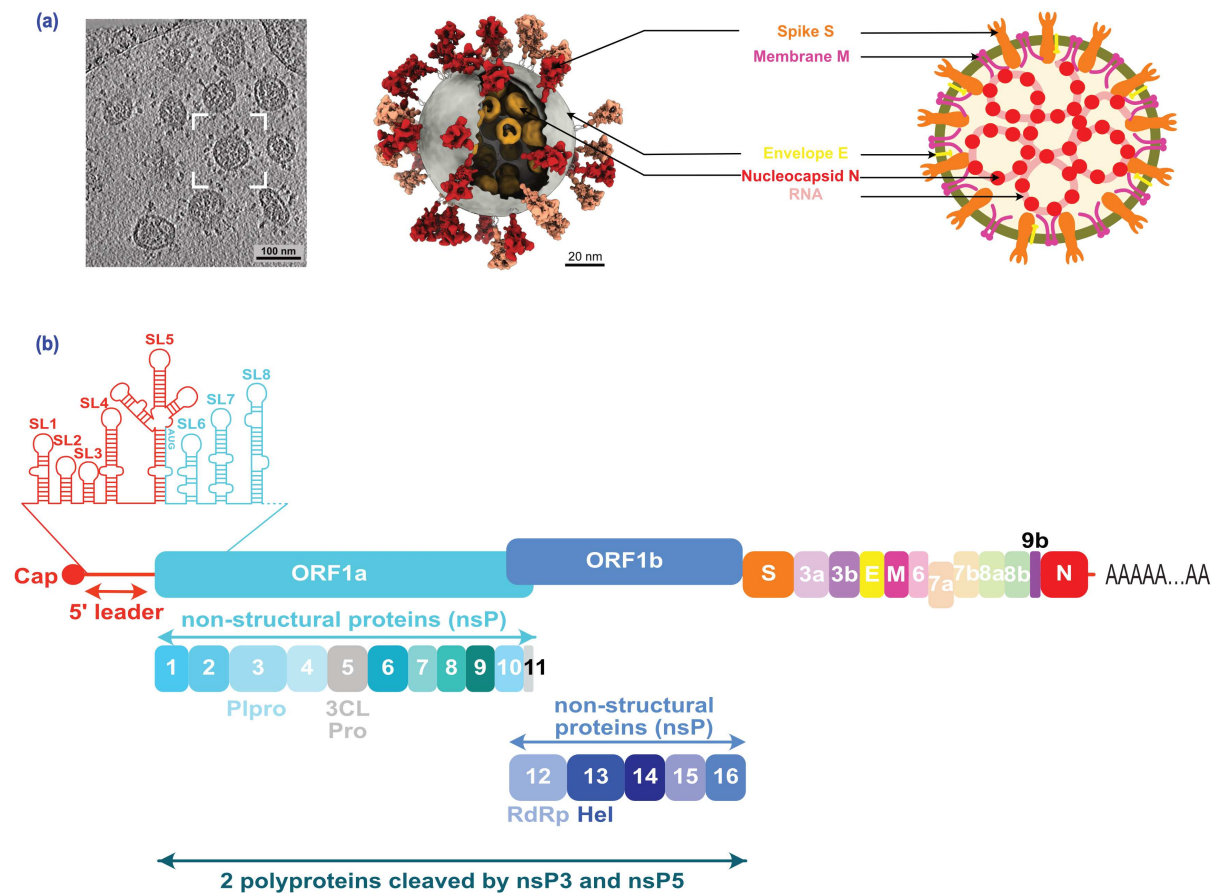 (a)
100 nm
20 nm
Spike S
Membrane M
Envelope E
Nucleocapsid N
RNA
(b)
SL1
SL2
SL3
SL4
SL5
AUG
SL6
SL7
SL8
Cap
5' leader
ORF1a
ORF1b
S
3a
3b
E
M
6
7a
7b
8a
8b
9b
N
AAAAA...AA
non-structural proteins (nsP)
1
2
3
4
5
6
7
8
9
10
11
Plpro
3CL
Pro
non-structural
proteins (nsP)
12
13
14
15
16
RdRp
Hel
2 polyproteins cleaved by nsP3 and nsP5